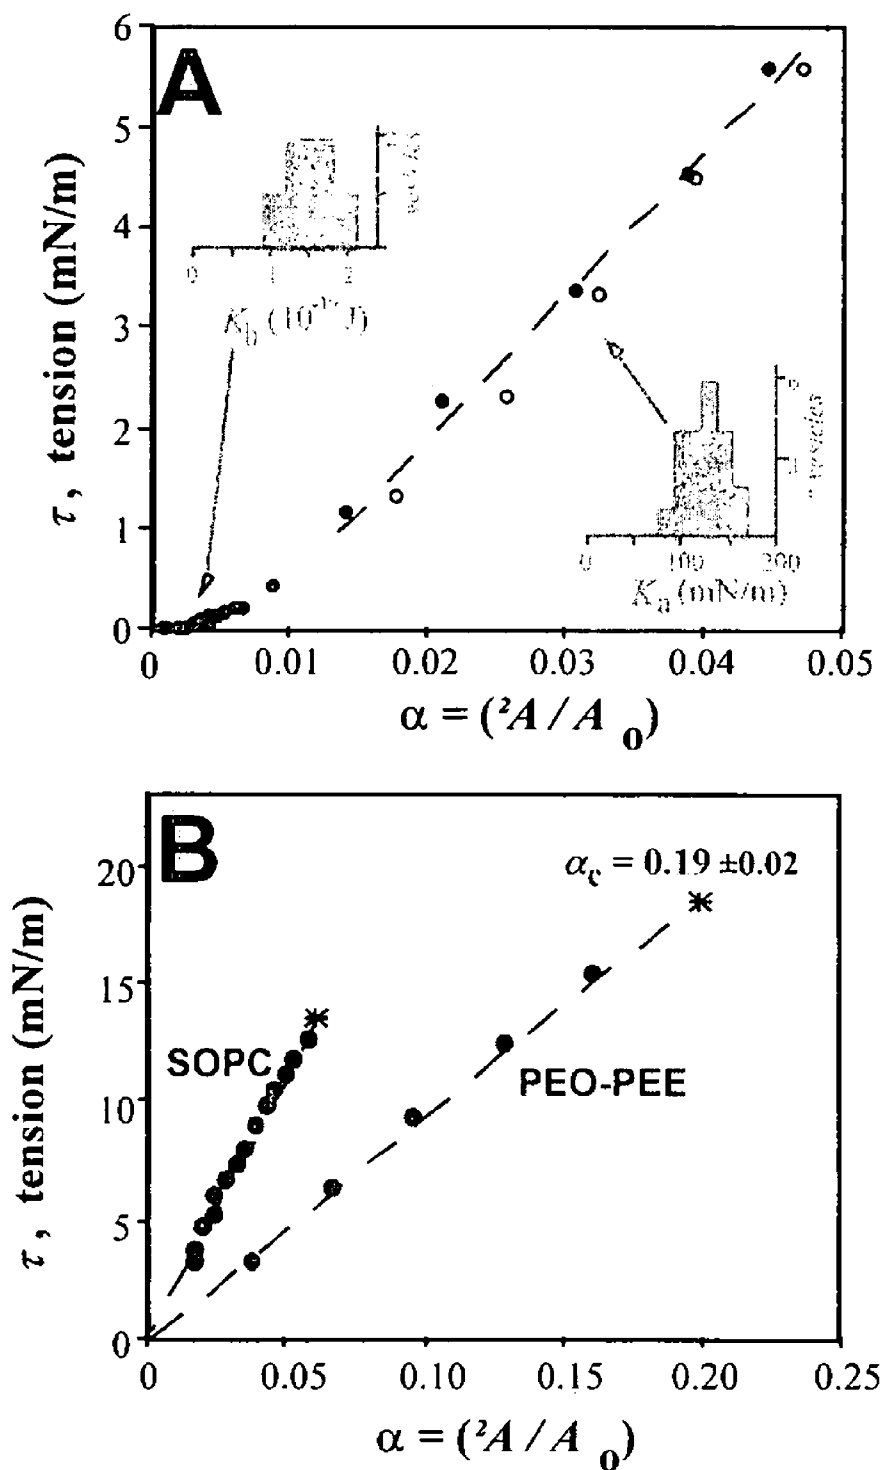 A
6
5
4
3
2
1
0
τ, tension (mN/m)
0 1 2
K_b
J)
0 100 200
K_a (mN/m)
0 0.01 0.02 0.03 0.04 0.05
α = (²A / A_0)
B
20
15
10
5
0
τ, tension (mN/m)
α_c = 0.19 ±0.02
SOPC
PEO-PEE
0 0.05 0.10 0.15 0.20 0.25
α = (²A / A_0)